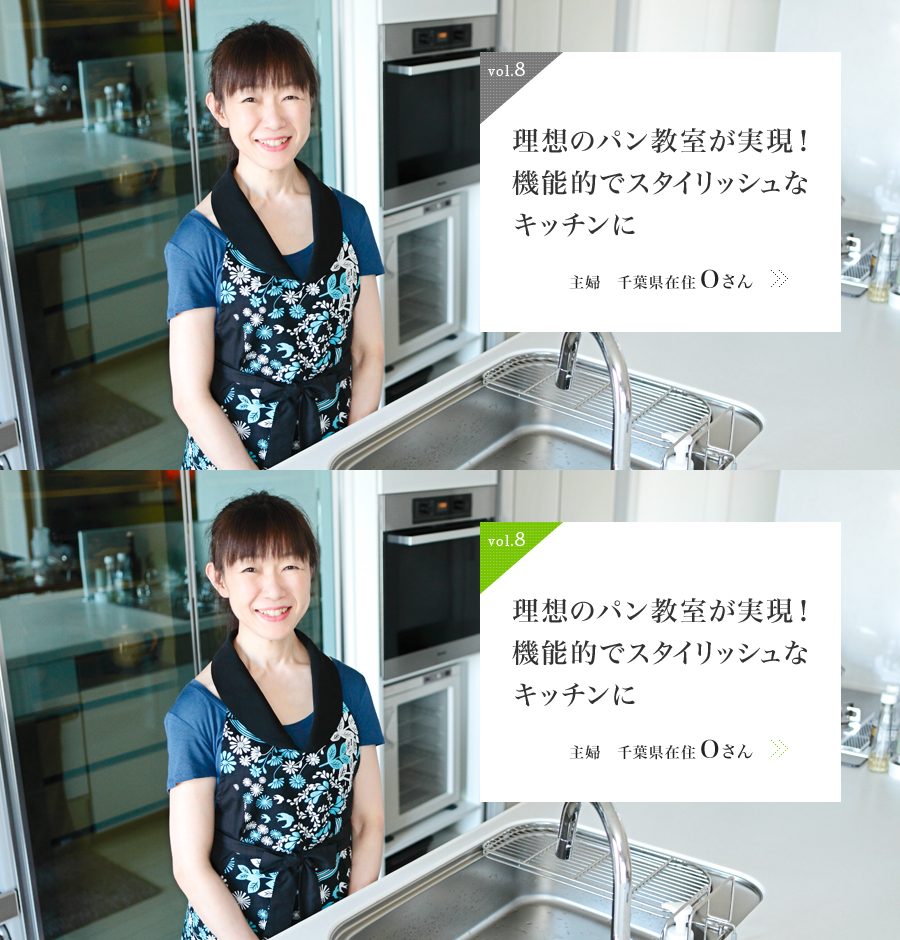 vol.8
理想のパン教室が実現！
機能的でスタイリッシュな
キッチンに
主婦　千葉県在住 Oさん
vol.8
理想のパン教室が実現！
機能的でスタイリッシュな
キッチンに
主婦　千葉県在住 Oさん